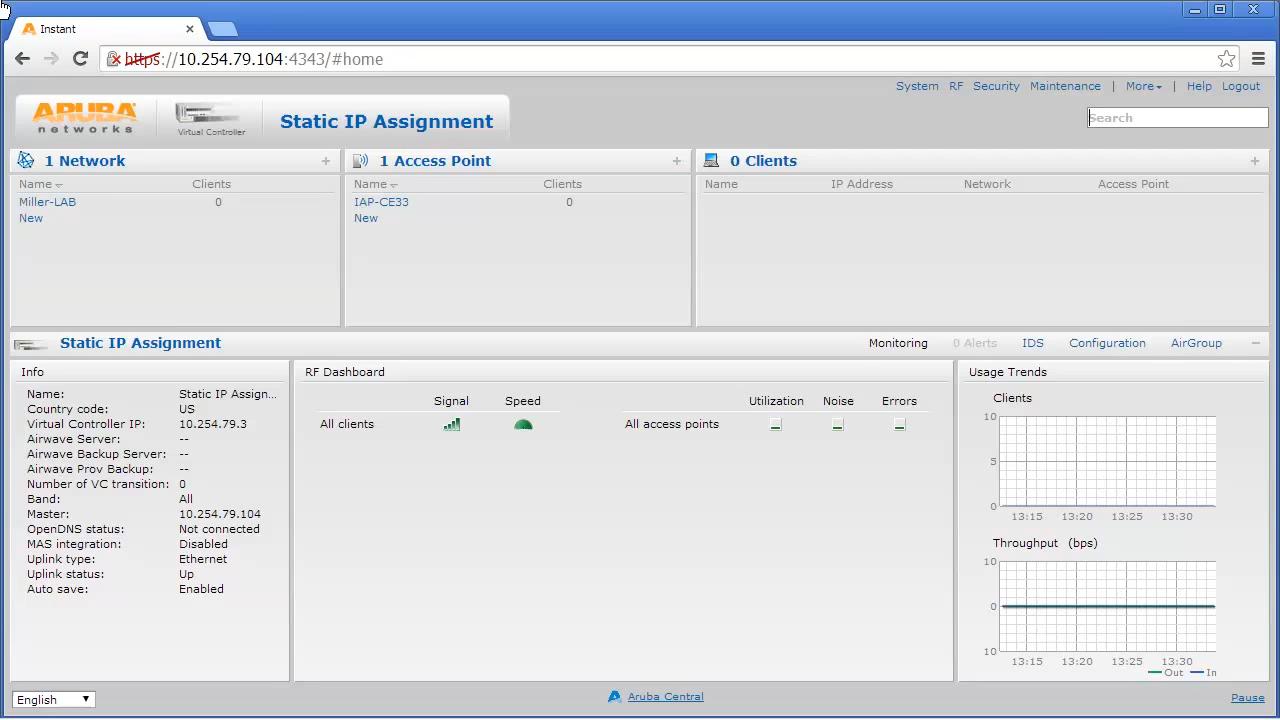 Instant
https://10.254.79.104:4343/#home
System RF Security Maintenance | More | Help Logout
ARUBA
networks
Virtual Controller
Static IP Assignment
Search
1 Network +
Name Clients
Miller-LAB 0
New
1 Access Point +
Name Clients
IAP-CE33 0
New
0 Clients +
Name IP Address Network Access Point
Static IP Assignment
Monitoring 0 Alerts IDS Configuration AirGroup
Info
Name: Static IP Assign...
Country code: US
Virtual Controller IP: 10.254.79.3
Airwave Server: --
Airwave Backup Server: --
Airwave Prov Backup: --
Number of VC transition: 0
Band: All
Master: 10.254.79.104
OpenDNS status: Not connected
MAS integration: Disabled
Uplink type: Ethernet
Uplink status: Up
Auto save: Enabled
RF Dashboard
Signal Speed
All clients
Utilization Noise Errors
All access points
Usage Trends
Clients
10
5
0
13:15 13:20 13:25 13:30
Throughput (bps)
10
0
10
13:15 13:20 13:25 13:30
Out In
English
Aruba Central
Pause